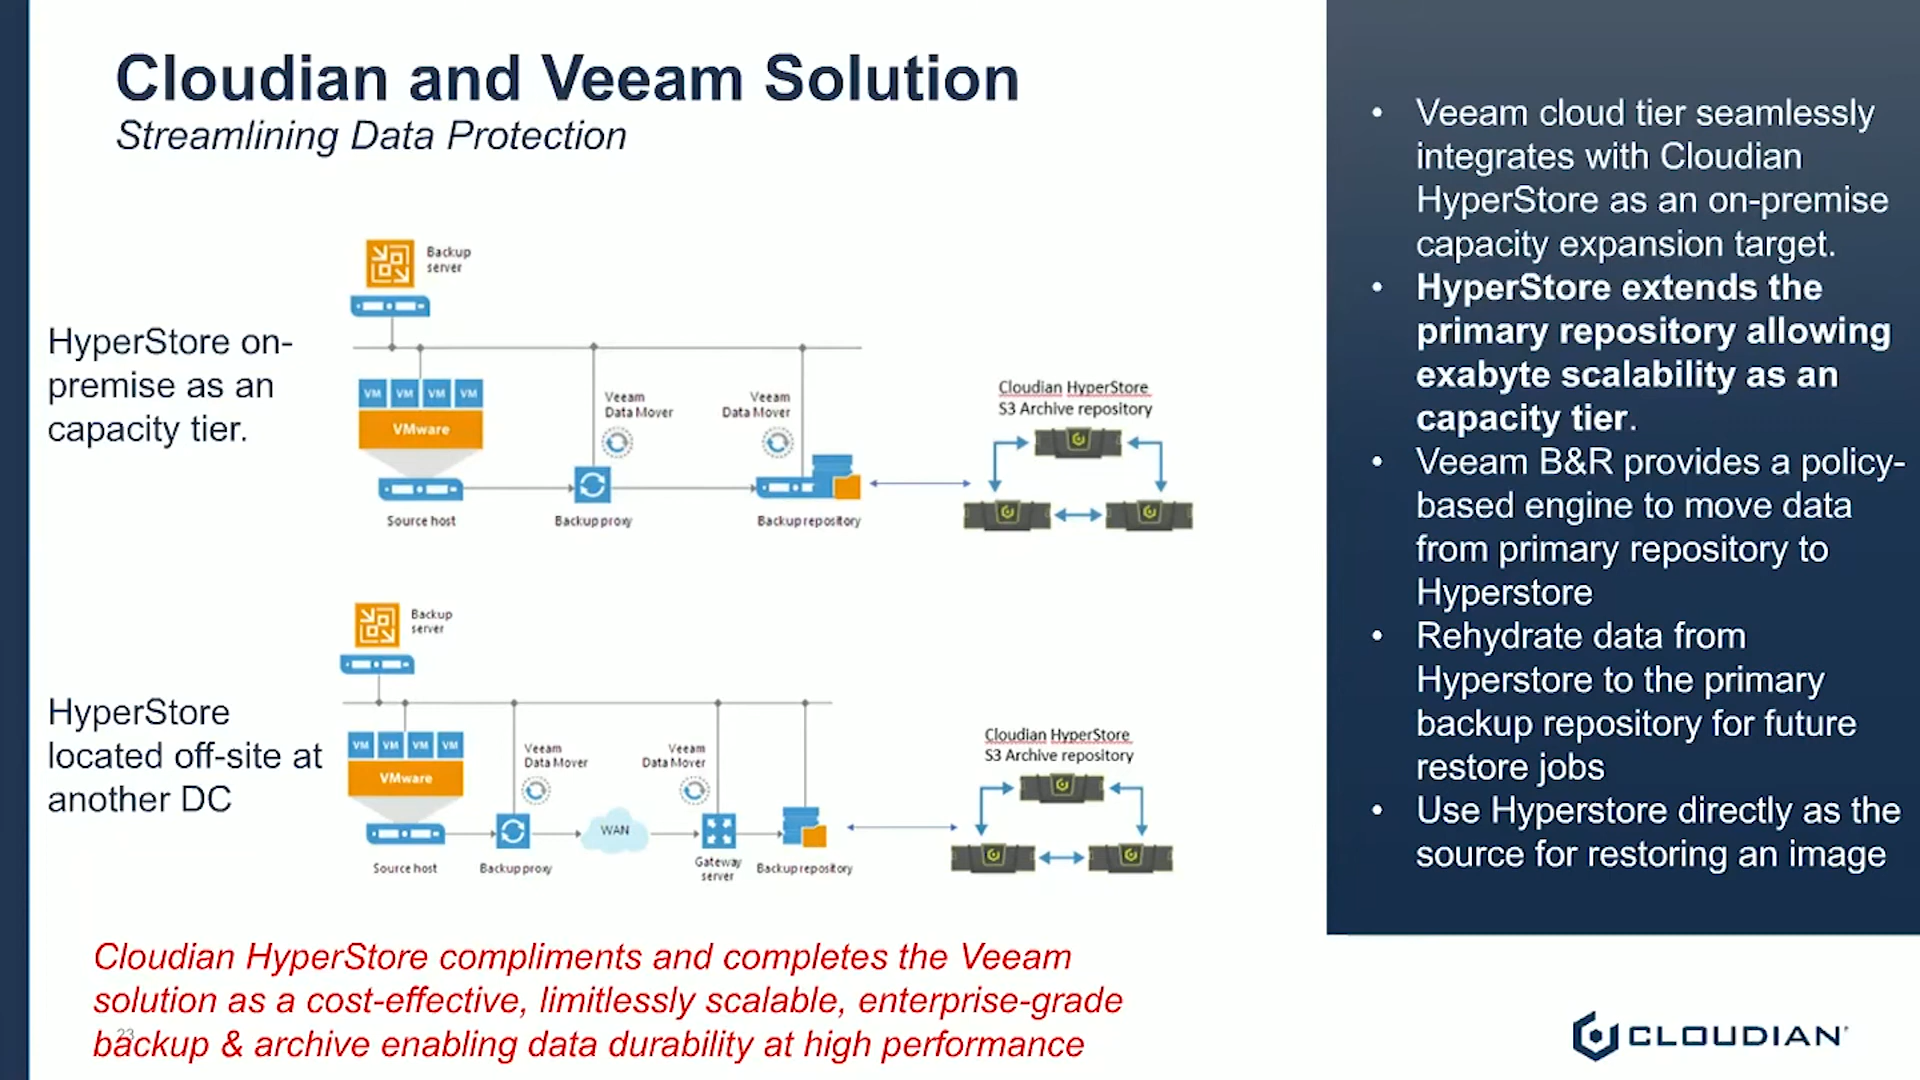 Cloudian and Veeam Solution
Streamlining Data Protection
HyperStore on-
premise as an
capacity tier.
Backup
server
VM VM VM VM
VMware
Veeam
Data Mover
Veeam
Data Mover
Source host
Backup proxy
Backup repository
Cloudian HyperStore
S3 Archive repository
HyperStore
located off-site at
another DC
Backup
server
VM VM VM VM
VMware
Veeam
Data Mover
Veeam
Data Mover
WAN
Source host
Backup proxy
Gateway
server
Backup repository
Cloudian HyperStore
S3 Archive repository
Cloudian HyperStore compliments and completes the Veeam
solution as a cost-effective, limitlessly scalable, enterprise-grade
backup & archive enabling data durability at high performance
23
• Veeam cloud tier seamlessly
integrates with Cloudian
HyperStore as an on-premise
capacity expansion target.
• HyperStore extends the
primary repository allowing
exabyte scalability as an
capacity tier.
• Veeam B&R provides a policy-
based engine to move data
from primary repository to
Hyperstore
• Rehydrate data from
Hyperstore to the primary
backup repository for future
restore jobs
• Use Hyperstore directly as the
source for restoring an image
CLOUDIAN